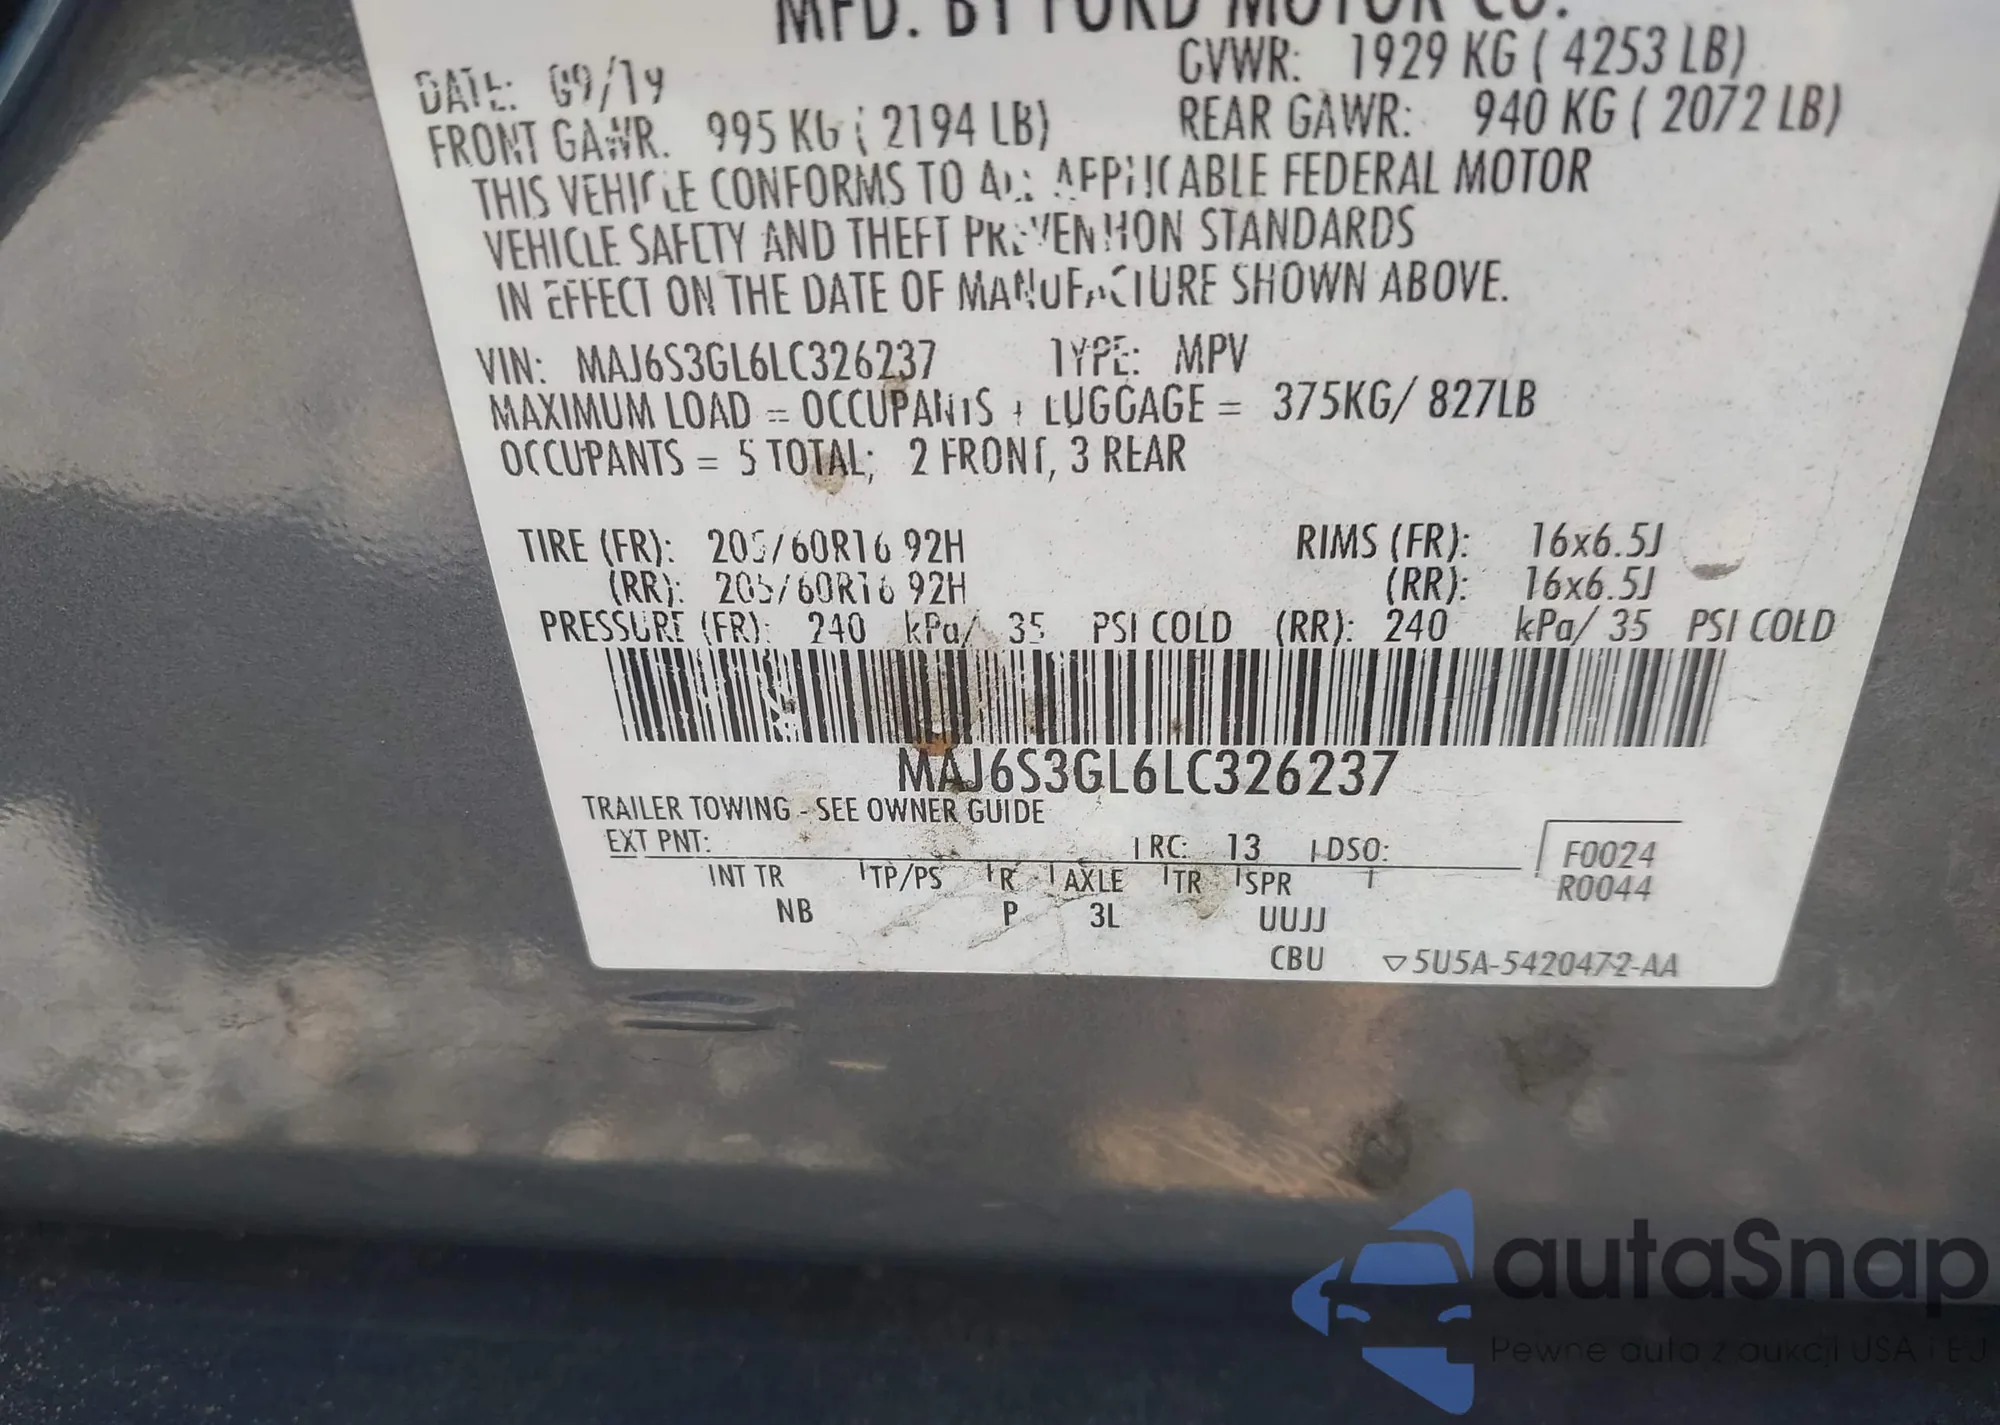 MFD. BY FORD MOTOR CO.
DATE: 09/19 GVWR: 1929 KG ( 4253 LB)
FRONT GAWR: 995 KG ( 2194 LB) REAR GAWR: 940 KG ( 2072 LB)
THIS VEHICLE CONFORMS TO ALL APPLICABLE FEDERAL MOTOR
VEHICLE SAFETY AND THEFT PREVENTION STANDARDS
IN EFFECT ON THE DATE OF MANUFACTURE SHOWN ABOVE.
VIN: MAJ6S3GL6LC326237 TYPE: MPV
MAXIMUM LOAD = OCCUPANTS + LUGGAGE = 375KG/ 827LB
OCCUPANTS = 5 TOTAL; 2 FRONT, 3 REAR
TIRE (FR): 205/60R16 92H RIMS (FR): 16x6.5J
(RR): 205/60R16 92H (RR): 16x6.5J
PRESSURE (FR): 240 kPa/ 35 PSI COLD (RR): 240 kPa/ 35 PSI COLD
MAJ6S3GL6LC326237
TRAILER TOWING - SEE OWNER GUIDE
EXT PNT: RC: 13 DSO: F0024
INT TR TP/PS R AXLE TR SPR R0044
NB P 3L UUJJ
CBU ▽5U5A-5420472-AA
autoSnap
Pewne auta z aukcji USA i EU